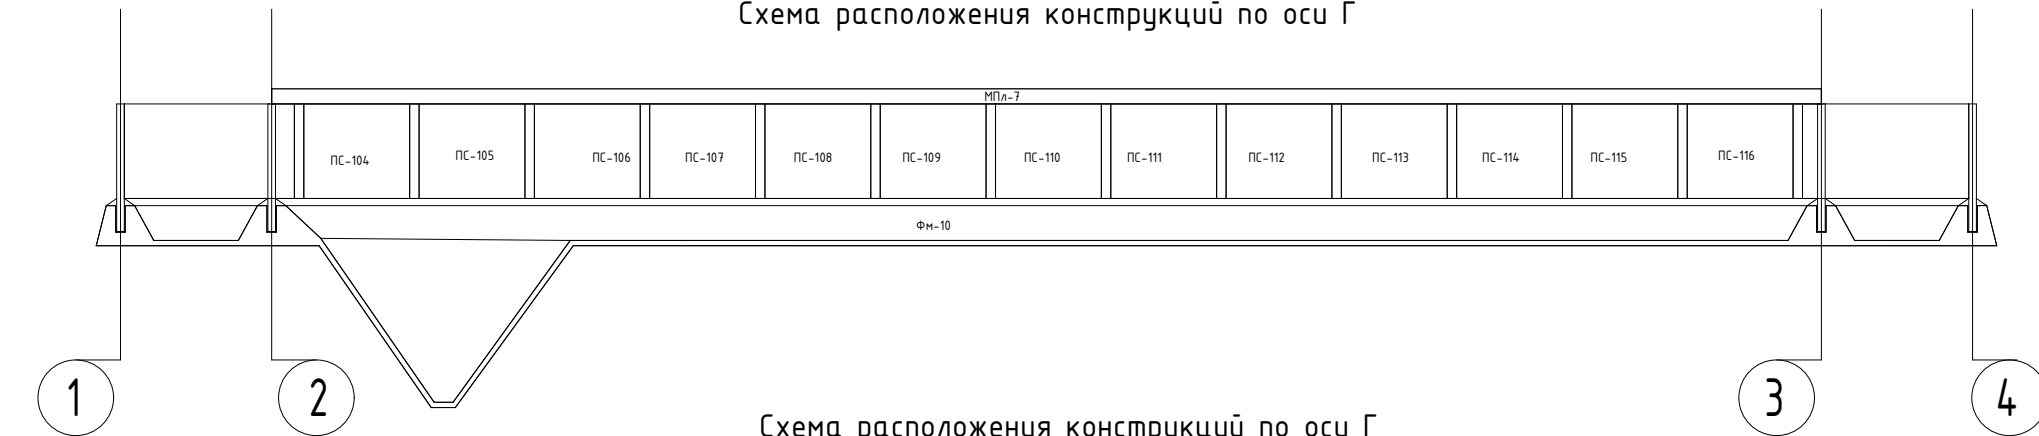 Схема расположения конструкций по оси Г
МПл-7
ПС-104 ПС-105 ПС-106 ПС-107 ПС-108 ПС-109 ПС-110 ПС-111 ПС-112 ПС-113 ПС-114 ПС-115 ПС-116
Фм-10
1 2 3 4
Схема расположения конструкций по оси Г